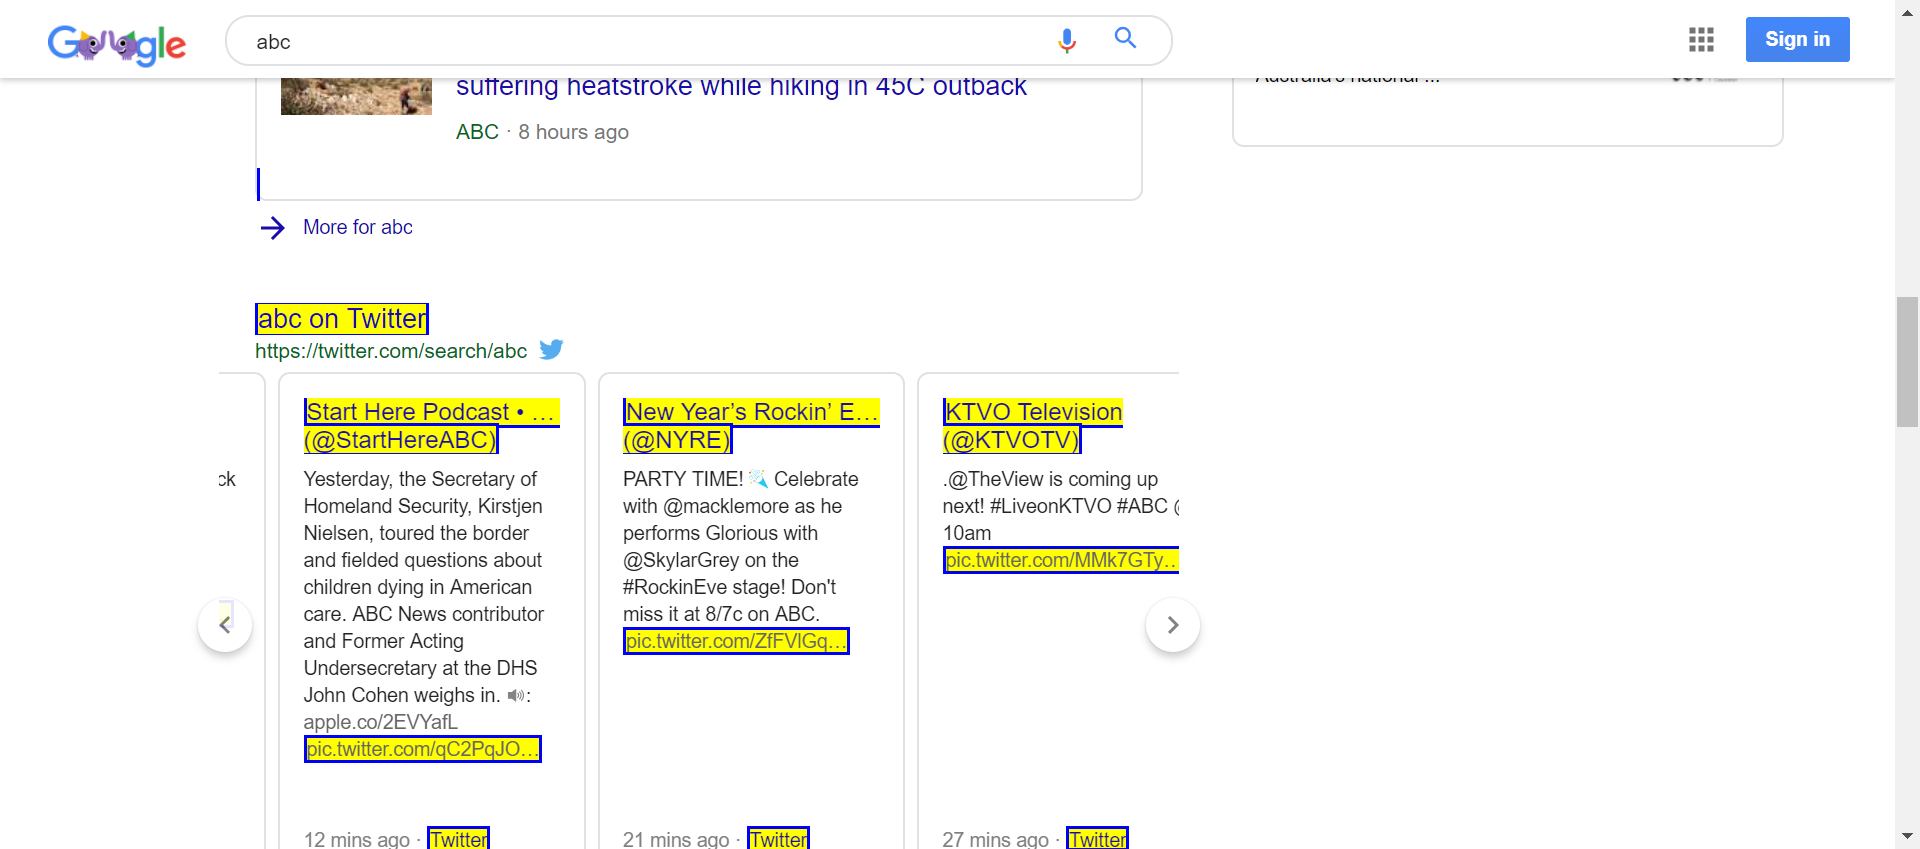 Google
abc
Sign in
suffering heatstroke while hiking in 45C outback
ABC · 8 hours ago
More for abc
abc on Twitter
https://twitter.com/search/abc
ck
Start Here Podcast • …
(@StartHereABC)
Yesterday, the Secretary of
Homeland Security, Kirstjen
Nielsen, toured the border
and fielded questions about
children dying in American
care. ABC News contributor
and Former Acting
Undersecretary at the DHS
John Cohen weighs in. 🔊:
apple.co/2EVYafL
pic.twitter.com/qC2PqJO…
12 mins ago · Twitter
New Year’s Rockin’ E…
(@NYRE)
PARTY TIME! 🎉 Celebrate
with @macklemore as he
performs Glorious with
@SkylarGrey on the
#RockinEve stage! Don't
miss it at 8/7c on ABC.
pic.twitter.com/ZfFVlGq…
21 mins ago · Twitter
KTVO Television
(@KTVOTV)
.@TheView is coming up
next! #LiveonKTVO #ABC @
10am
pic.twitter.com/MMk7GTy…
27 mins ago · Twitter
Australia's national ...